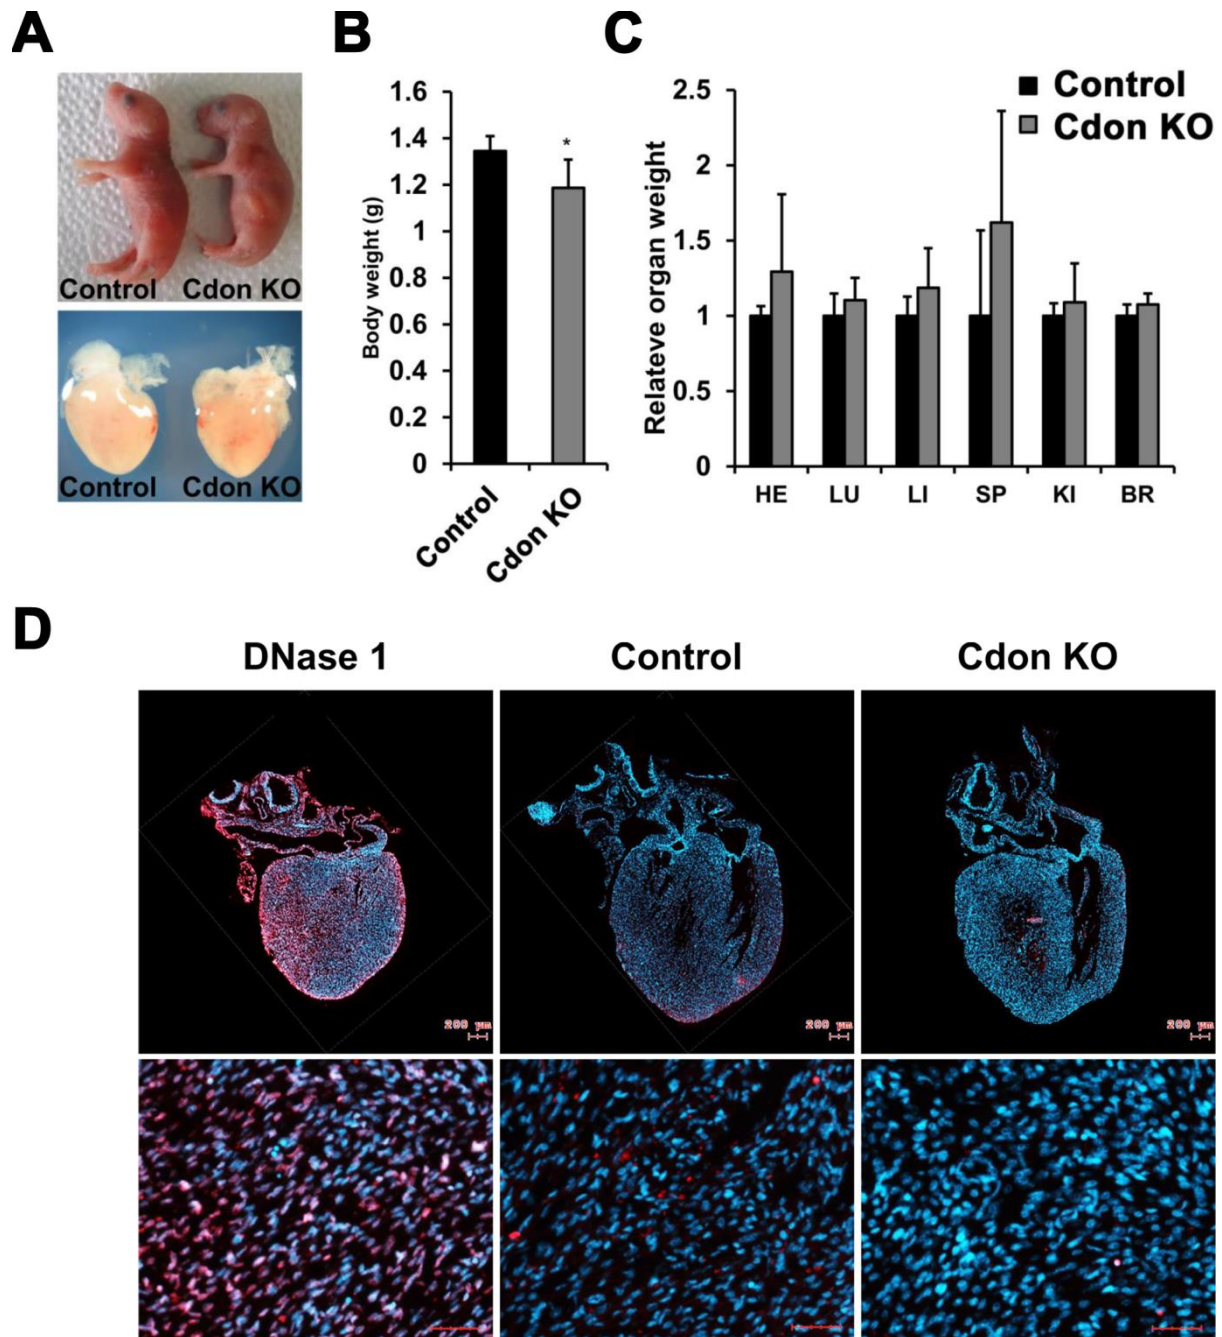 A
B
C
Control Cdon KO
Control Cdon KO
Body weight (g)
1.6
1.4
1.2
1
0.8
0.6
0.4
0.2
0
*
Control
Cdon KO
Relateve organ weight
2.5
2
1.5
1
0.5
0
Control
Cdon KO
HE LU LI SP KI BR
D
DNase 1 Control Cdon KO
200 μm 200 μm 200 μm